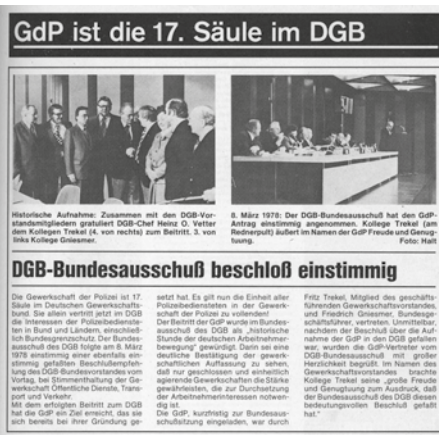 GdP ist die 17. Säule im DGB
Historische Aufnahme: Zusammen mit den DGB-Vor-
standsmitgliedern gratuliert DGB-Chef Heinz O. Vetter
dem Kollegen Trekel (4. von rechts) zum Beitritt. 3. von
links Kollege Gniesmer.
8. März 1978: Der DGB-Bundesausschuß hat den GdP-
Antrag einstimmig angenommen. Kollege Trekel (am
Rednerpult) äußert im Namen der GdP Freude und Genug-
tuung.
Foto: Hait
DGB-Bundesausschuß beschloß einstimmig
Die Gewerkschaft der Polizei ist 17.
Säule im Deutschen Gewerkschafts-
bund. Sie allein vertritt jetzt im DGB
die Interessen der Polizeibedienste-
ten in Bund und Ländern, einschließ-
lich Bundesgrenzschutz. Der Bundes-
ausschuß des DGB folgte am 8. März
1978 einstimmig einer ebenfalls ein-
stimmig gefaßten Beschlußempfeh-
lung des DGB-Bundesvorstandes vom
Vortag, bei Stimmenthaltung der Ge-
werkschaft Öffentliche Dienste, Trans-
port und Verkehr.
Mit dem erfolgten Beitritt zum DGB
hat die GdP ein Ziel erreicht, das sie
sich bereits bei ihrer Gründung ge-
setzt hat. Es gilt nun die Einheit aller
Polizeibediensteten in der Gewerk-
schaft der Polizei zu vollenden!
Der Beitritt der GdP wurde im Bundes-
ausschuß des DGB als „historische
Stunde der deutschen Arbeitnehmer-
bewegung" gewürdigt. Darin sei eine
deutliche Bestätigung der gewerk-
schaftlichen Auffassung zu sehen,
daß nur geschlossen und einheitlich
agierende Gewerkschaften die Stärke
gewährleisten, die zur Durchsetzung
der Arbeitnehmerinteressen notwen-
dig ist.
Die GdP, kurzfristig zur Bundesaus-
schußsitzung eingeladen, war durch
Fritz Trekel, Mitglied des geschäfts-
führenden Gewerkschaftsvorstandes,
und Friedrich Gniesmer, Bundesge-
schäftsführer, vertreten. Unmittelbar,
nachdem der Beschluß über die Auf-
nahme der GdP in den DGB gefallen
war, wurden die GdP-Vertreter vom
DGB-Bundesausschuß mit großer
Herzlichkeit begrüßt. Im Namen des
Gewerkschaftsvorstandes brachte
Kollege Trekel seine „große Freude
und Genugtuung zum Ausdruck, daß
der Bundesausschuß des DGB diesen
bedeutungsvollen Beschluß gefaßt
hat."